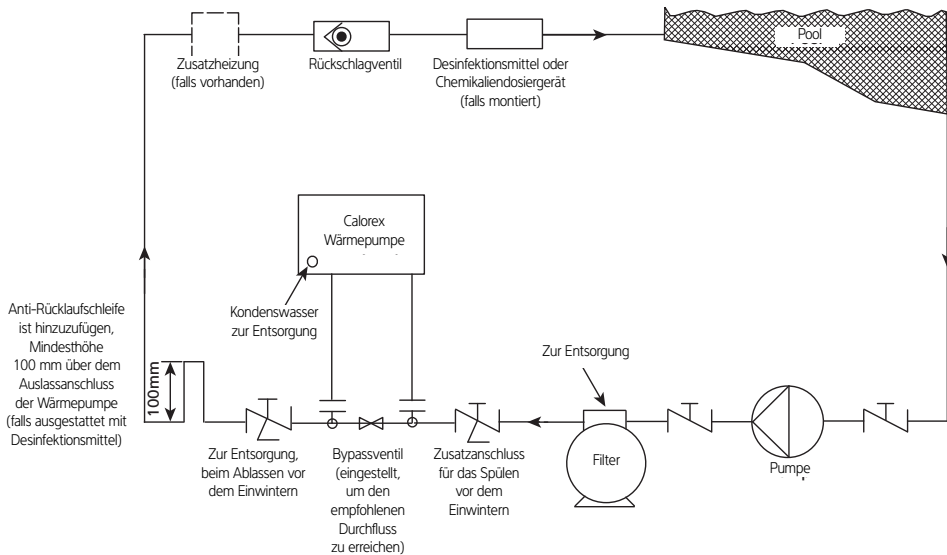 Pool
Zusatzheizung
(falls vorhanden)
Rückschlagventil
Desinfektionsmittel oder
Chemikaliendosiergerät
(falls montiert)
Calorex
Wärmepumpe
Kondenswasser
zur Entsorgung
Anti-Rücklaufschleife
ist hinzuzufügen,
Mindesthöhe
100 mm über dem
Auslassanschluss
der Wärmepumpe
(falls ausgestattet mit
Desinfektionsmittel)
100mm
Zur Entsorgung,
beim Ablassen vor
dem Einwintern
Bypassventil
(eingestellt,
um den
empfohlenen
Durchfluss
zu erreichen)
Zusatzanschluss
für das Spülen
vor dem
Einwintern
Zur Entsorgung
Filter
Pumpe